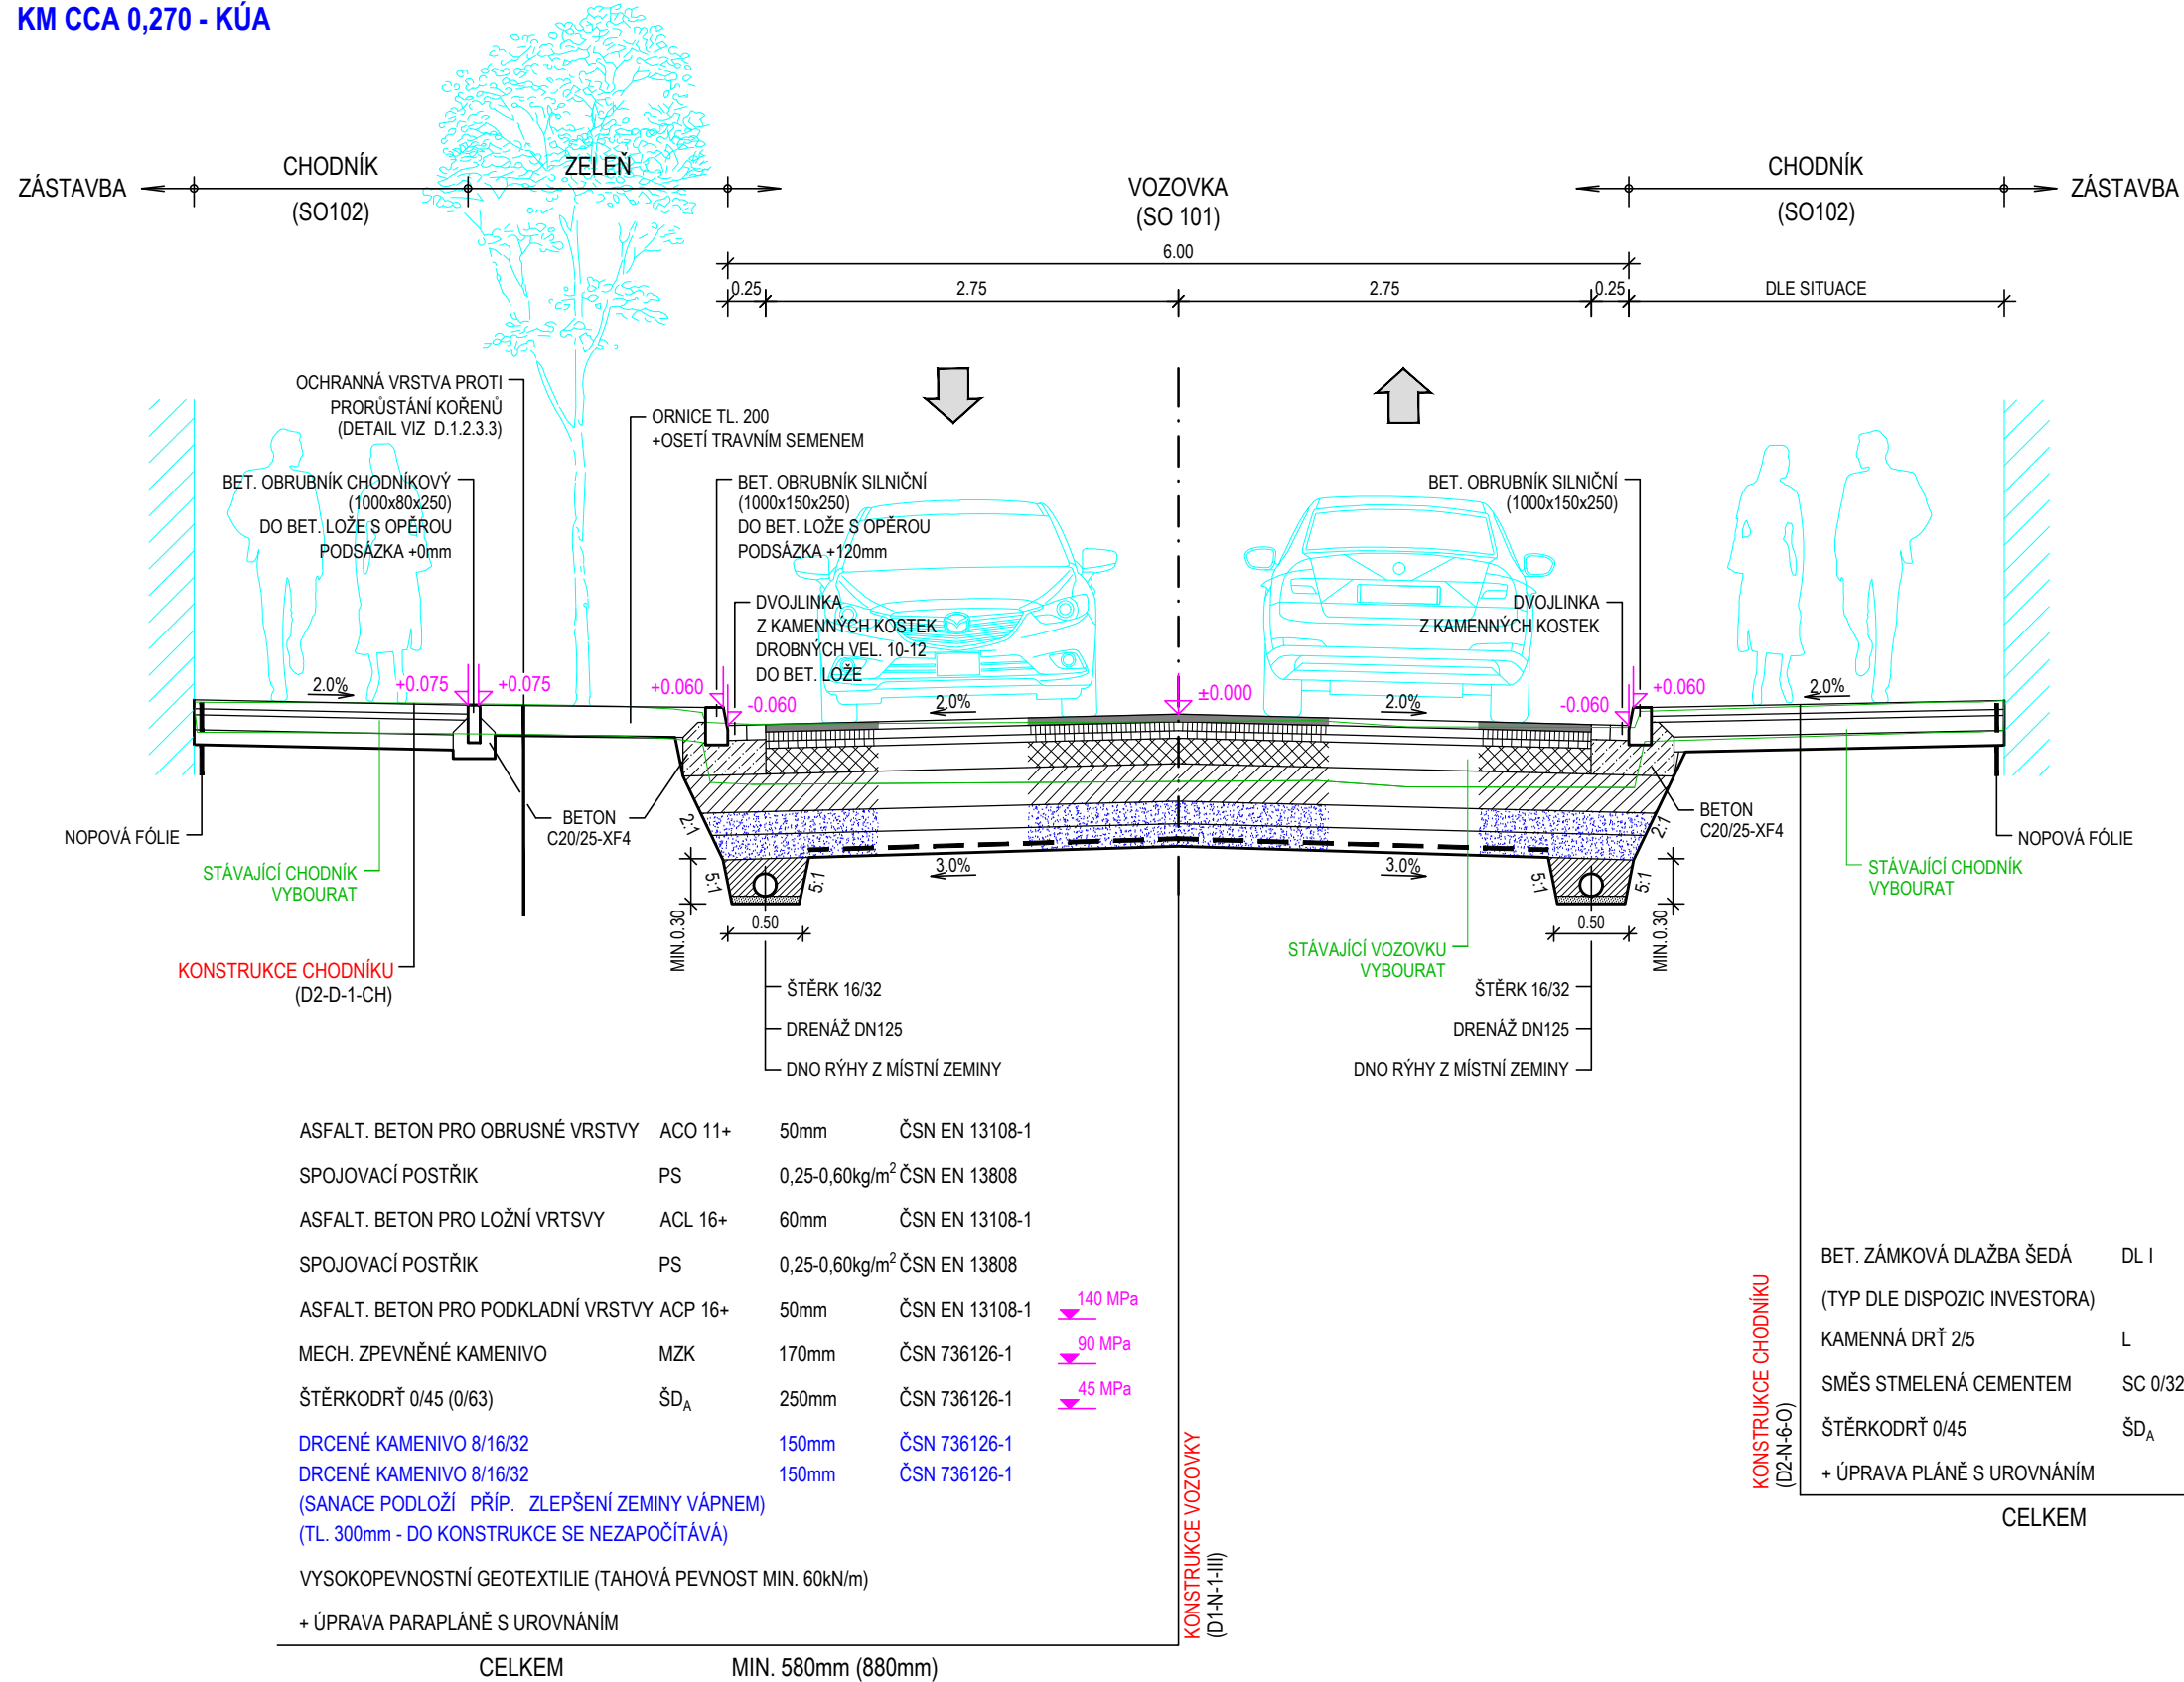 KM CCA 0,270 - KÚA
ZÁSTAVBA
CHODNÍK
(SO102)
ZELEŇ
VOZOVKA
(SO 101)
CHODNÍK
(SO102)
ZÁSTAVBA
6.00
0.25
2.75
2.75
0.25
DLE SITUACE
OCHRANNÁ VRSTVA PROTI
PRORŮSTÁNÍ KOŘENŮ
(DETAIL VIZ D.1.2.3.3)
ORNICE TL. 200
+OSETÍ TRAVNÍM SEMENEM
BET. OBRUBNÍK CHODNÍKOVÝ
(1000x80x250)
DO BET. LOŽE S OPĚROU
PODSÁZKA +0mm
BET. OBRUBNÍK SILNIČNÍ
(1000x150x250)
DO BET. LOŽE S OPĚROU
PODSÁZKA +120mm
BET. OBRUBNÍK SILNIČNÍ
(1000x150x250)
DVOJLINKA
Z KAMENNÝCH KOSTEK
DROBNÝCH VEL. 10-12
DO BET. LOŽE
DVOJLINKA
Z KAMENNÝCH KOSTEK
2.0%
+0.075
+0.075
+0.060
-0.060
2.0%
±0.000
2.0%
-0.060
+0.060
2.0%
NOPOVÁ FÓLIE
BETON
C20/25-XF4
2:1
5:1
5:1
3.0%
3.0%
5:1
5:1
2:1
BETON
C20/25-XF4
NOPOVÁ FÓLIE
STÁVAJÍCÍ CHODNÍK
VYBOURAT
STÁVAJÍCÍ CHODNÍK
VYBOURAT
MIN.0.30
0.50
0.50
MIN.0.30
STÁVAJÍCÍ VOZOVKU
VYBOURAT
KONSTRUKCE CHODNÍKU
(D2-D-1-CH)
ŠTĚRK 16/32
DRENÁŽ DN125
DNO RÝHY Z MÍSTNÍ ZEMINY
ŠTĚRK 16/32
DRENÁŽ DN125
DNO RÝHY Z MÍSTNÍ ZEMINY
ASFALT. BETON PRO OBRUSNÉ VRSTVY ACO 11+ 50mm ČSN EN 13108-1
SPOJOVACÍ POSTŘIK PS 0,25-0,60kg/m² ČSN EN 13808
ASFALT. BETON PRO LOŽNÍ VRTSVY ACL 16+ 60mm ČSN EN 13108-1
SPOJOVACÍ POSTŘIK PS 0,25-0,60kg/m² ČSN EN 13808
ASFALT. BETON PRO PODKLADNÍ VRSTVY ACP 16+ 50mm ČSN EN 13108-1 140 MPa
MECH. ZPEVNĚNÉ KAMENIVO MZK 170mm ČSN 736126-1 90 MPa
ŠTĚRKODRŤ 0/45 (0/63) ŠDA 250mm ČSN 736126-1 45 MPa
DRCENÉ KAMENIVO 8/16/32 150mm ČSN 736126-1
DRCENÉ KAMENIVO 8/16/32 150mm ČSN 736126-1
(SANACE PODLOŽÍ PŘÍP. ZLEPŠENÍ ZEMINY VÁPNEM)
(TL. 300mm - DO KONSTRUKCE SE NEZAPOČÍTÁVÁ)
VYSOKOPEVNOSTNÍ GEOTEXTILIE (TAHOVÁ PEVNOST MIN. 60kN/m)
+ ÚPRAVA PARAPLÁNĚ S UROVNÁNÍM
CELKEM MIN. 580mm (880mm)
KONSTRUKCE VOZOVKY
(D1-N-1-III)
KONSTRUKCE CHODNÍKU
(D2-N-6-O)
BET. ZÁMKOVÁ DLAŽBA ŠEDÁ DL I
(TYP DLE DISPOZIC INVESTORA)
KAMENNÁ DRŤ 2/5 L
SMĚS STMELENÁ CEMENTEM SC 0/32
ŠTĚRKODRŤ 0/45 ŠDA
+ ÚPRAVA PLÁNĚ S UROVNÁNÍM
CELKEM